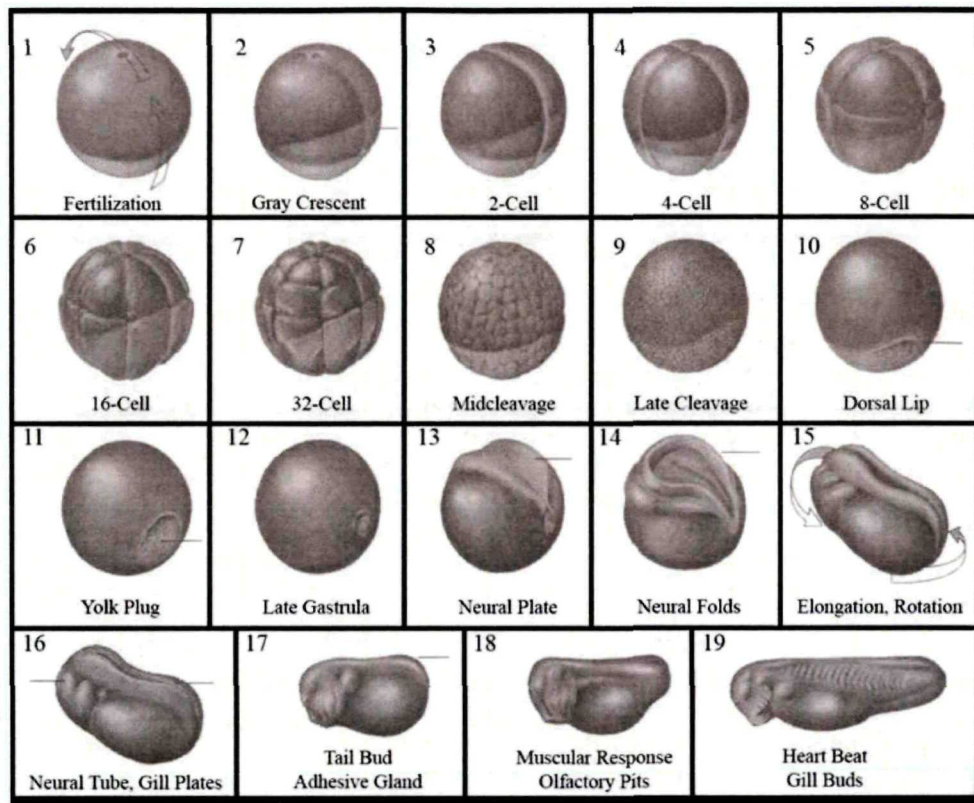 1
Fertilization
2
Gray Crescent
3
2-Cell
4
4-Cell
5
8-Cell
6
16-Cell
7
32-Cell
8
Midcleavage
9
Late Cleavage
10
Dorsal Lip
11
Yolk Plug
12
Late Gastrula
13
Neural Plate
14
Neural Folds
15
Elongation, Rotation
16
Neural Tube, Gill Plates
17
Tail Bud
Adhesive Gland
18
Muscular Response
Olfactory Pits
19
Heart Beat
Gill Buds